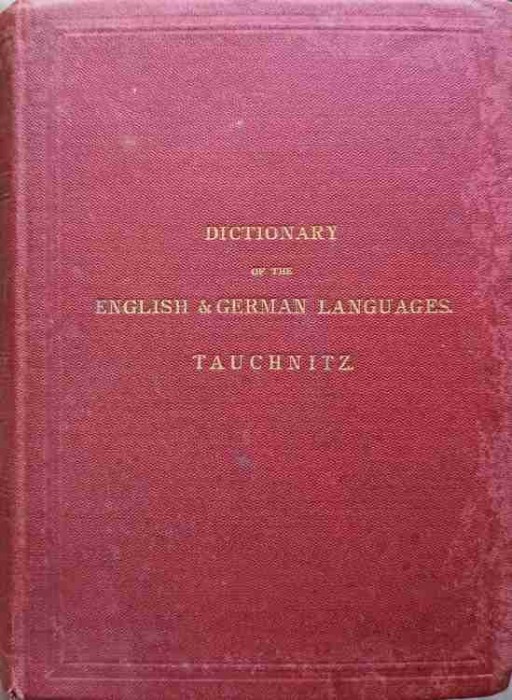 DICTIONARY
OF THE
ENGLISH & GERMAN LANGUAGES.
TAUCHNITZ